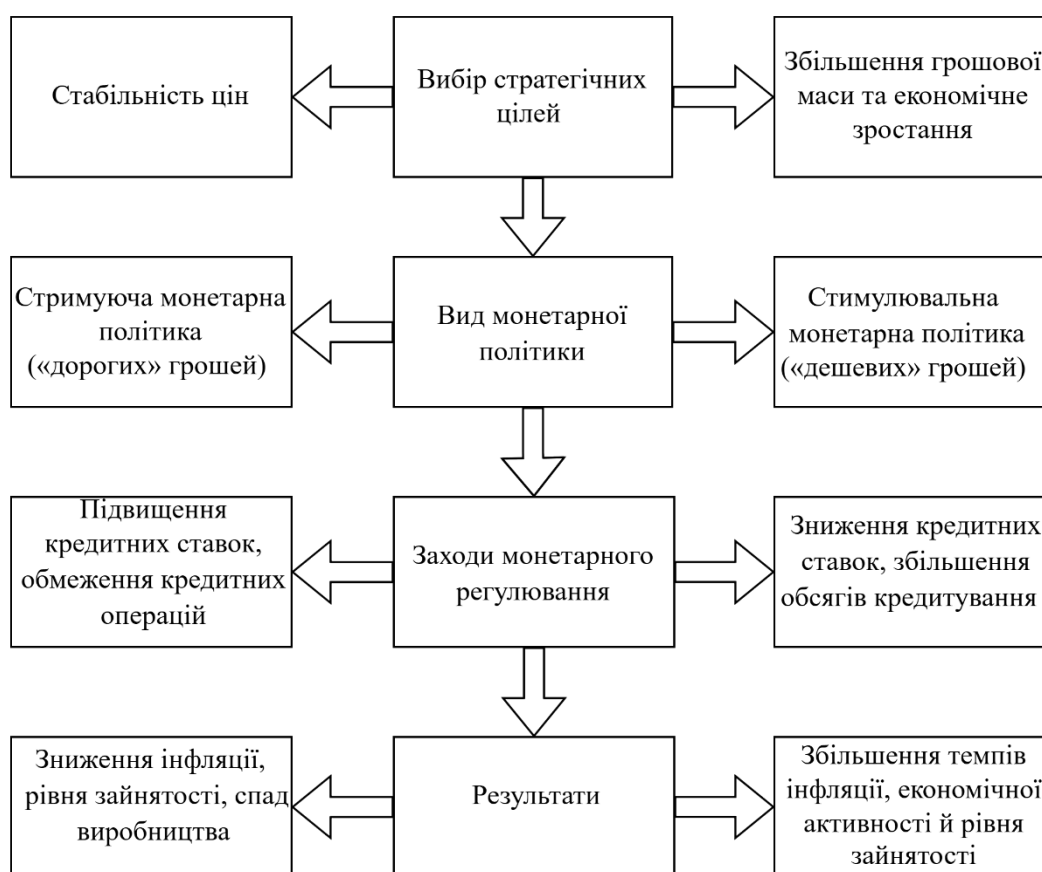 Стабільність цін
Вибір стратегічних
цілей
Збільшення грошової
маси та економічне
зростання
Стримуюча монетарна
політика
(«дорогих» грошей)
Вид монетарної
політики
Стимулювальна
монетарна політика
(«дешевих» грошей)
Підвищення
кредитних ставок,
обмеження кредитних
операцій
Заходи монетарного
регулювання
Зниження кредитних
ставок, збільшення
обсягів кредитування
Зниження інфляції,
рівня зайнятості, спад
виробництва
Результати
Збільшення темпів
інфляції, економічної
активності й рівня
зайнятості